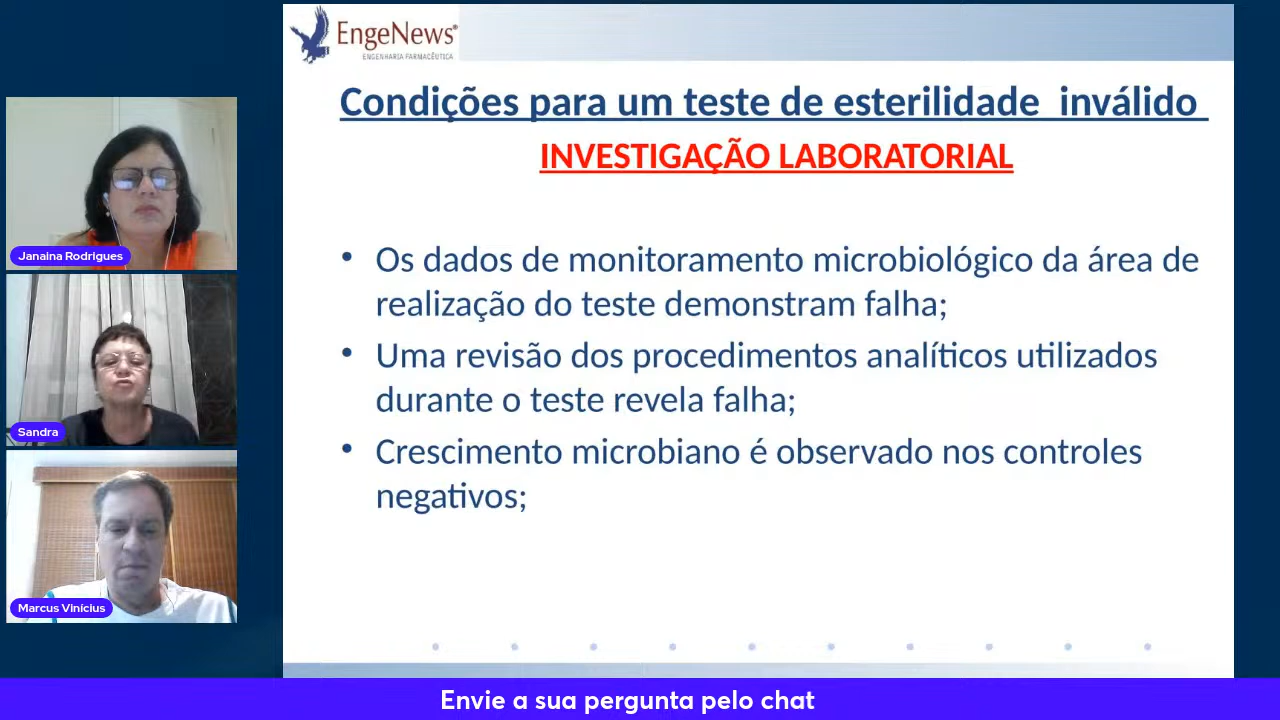 EngeNews®
ENGENHARIA FARMACÊUTICA
Condições para um teste de esterilidade inválido
INVESTIGAÇÃO LABORATORIAL
• Os dados de monitoramento microbiológico da área de
realização do teste demonstram falha;
• Uma revisão dos procedimentos analíticos utilizados
durante o teste revela falha;
• Crescimento microbiano é observado nos controles
negativos;
Janaina Rodrigues
Sandra
Marcus Vinícius
Envie a sua pergunta pelo chat